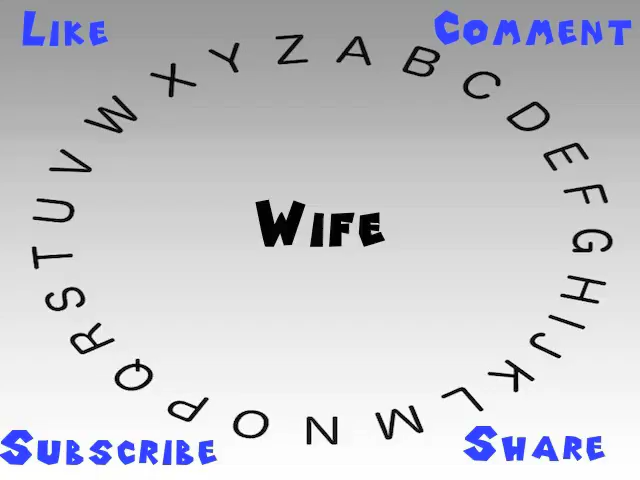 Like
Comment
A B C D E F G H I J K L M N O P Q R S T U V W X Y Z
Wife
Subscribe
Share